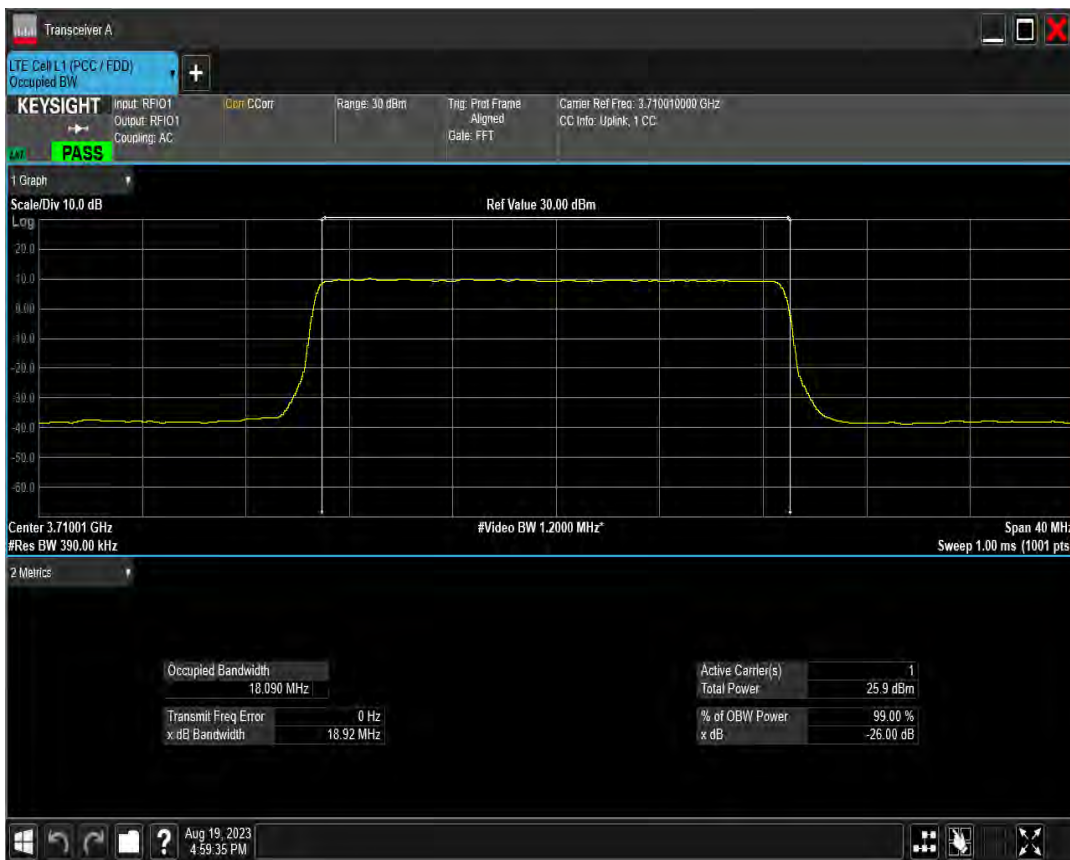 Transceiver A
LTE Cell L1 (PCC / FDD)
Occupied BW
+
KEYSIGHT
Input: RFIO1
Output: RFIO1
Coupling: AC
Corr CCorr
Range: 30 dBm
Trig: Prot Frame
Aligned
Gate: FFT
Carrier Ref Freq: 3.710010000 GHz
CC Info: Uplink, 1 CC
PASS
1 Graph
Scale/Div 10.0 dB
Ref Value 30.00 dBm
Log
20.0
10.0
0.00
-10.0
-20.0
-30.0
-40.0
-50.0
-60.0
Center 3.71001 GHz
#Video BW 1.2000 MHz*
Span 40 MHz
#Res BW 390.00 kHz
Sweep 1.00 ms (1001 pts
2 Metrics
Occupied Bandwidth
18.090 MHz
Transmit Freq Error 0 Hz
x dB Bandwidth 18.92 MHz
Active Carrier(s) 1
Total Power 25.9 dBm
% of OBW Power 99.00 %
x dB -26.00 dB
?
Aug 19, 2023
4:59:35 PM